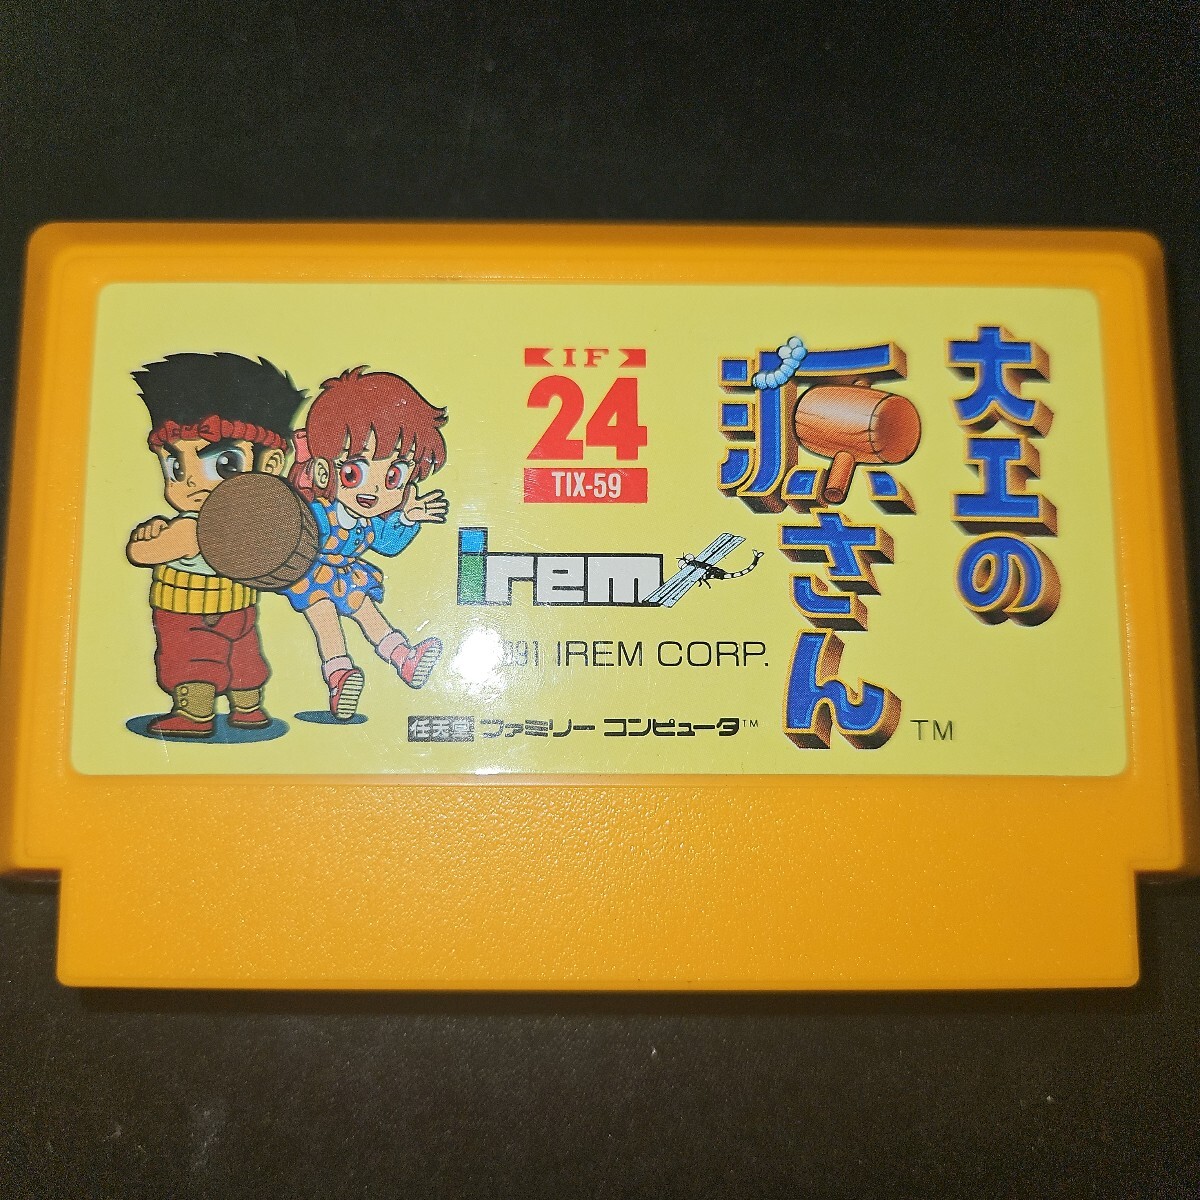 大工の
源さん
TM
IF
24
TIX-59
irem
IREM CORP.
任天堂 ファミリー コンピュータ™